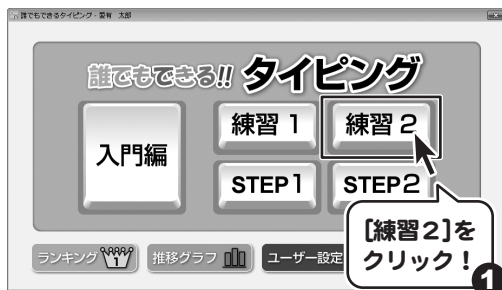 誰でもできるタイピング - 愛有 太郎
誰でもできる!! タイピング
入門編
練習 1
練習 2
STEP1
STEP2
ランキング 1
推移グラフ
ユーザー設定
[練習2]を
クリック！
1